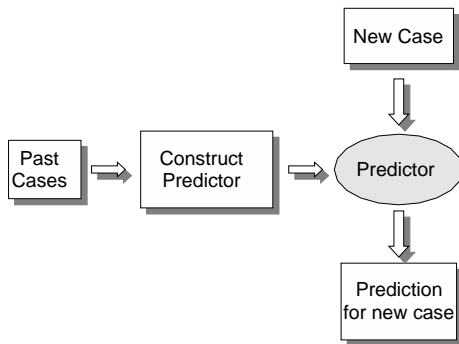 New Case
Past
Cases
Construct
Predictor
Predictor
Prediction
for new case